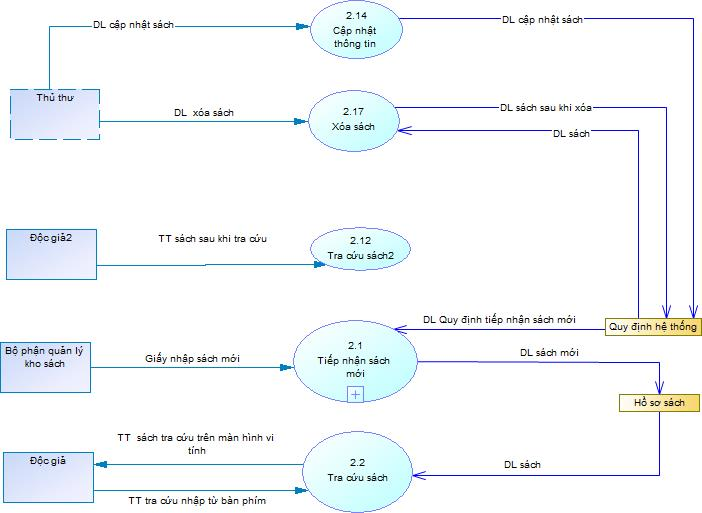 2.14
Cập nhật
thông tin
DL cập nhật sách
DL cập nhật sách
Thủ thư
DL xóa sách
2.17
Xóa sách
DL sách sau khi xóa
DL sách
Độc giả2
TT sách sau khi tra cứu
2.12
Tra cứu sách2
DL Quy định tiếp nhận sách mới
Quy định hệ thống
Bộ phận quản lý
kho sách
Giấy nhập sách mới
2.1
Tiếp nhận sách
mới
DL sách mới
Hồ sơ sách
Độc giả
TT sách tra cứu trên màn hình vi
tính
TT tra cứu nhập từ bàn phím
2.2
Tra cứu sách
DL sách